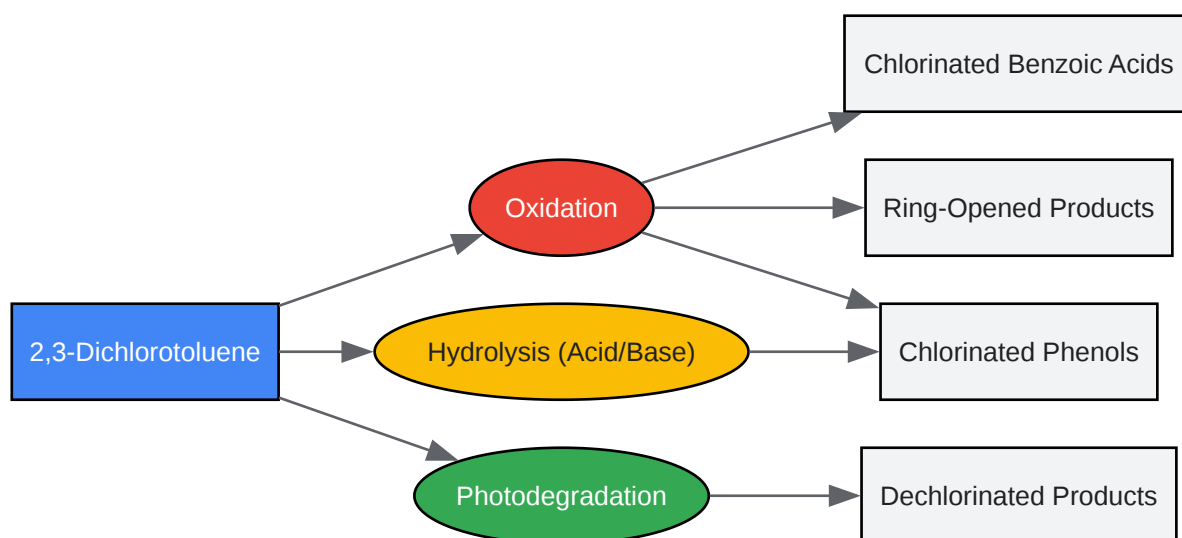 Chlorinated Benzoic Acids
Oxidation
Ring-Opened Products
2,3-Dichlorotoluene
Hydrolysis (Acid/Base)
Chlorinated Phenols
Photodegradation
Dechlorinated Products